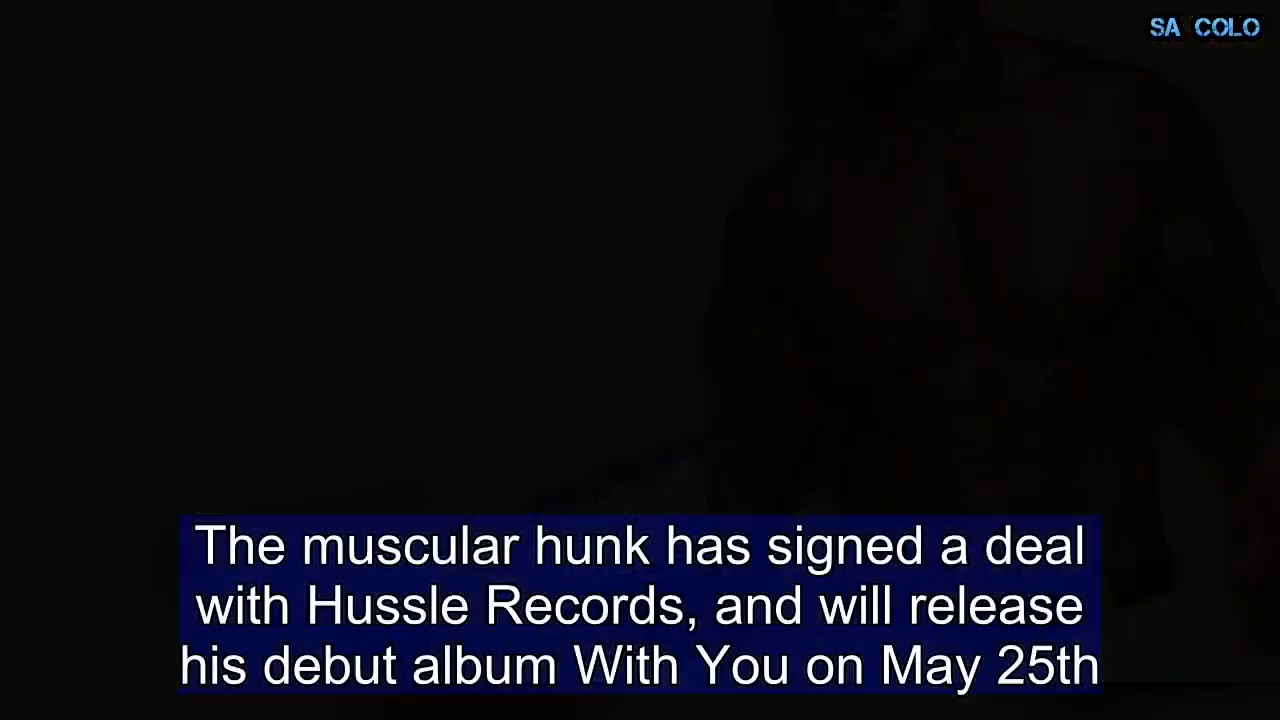 SA COLO
The muscular hunk has signed a deal
with Hussle Records, and will release
his debut album With You on May 25th